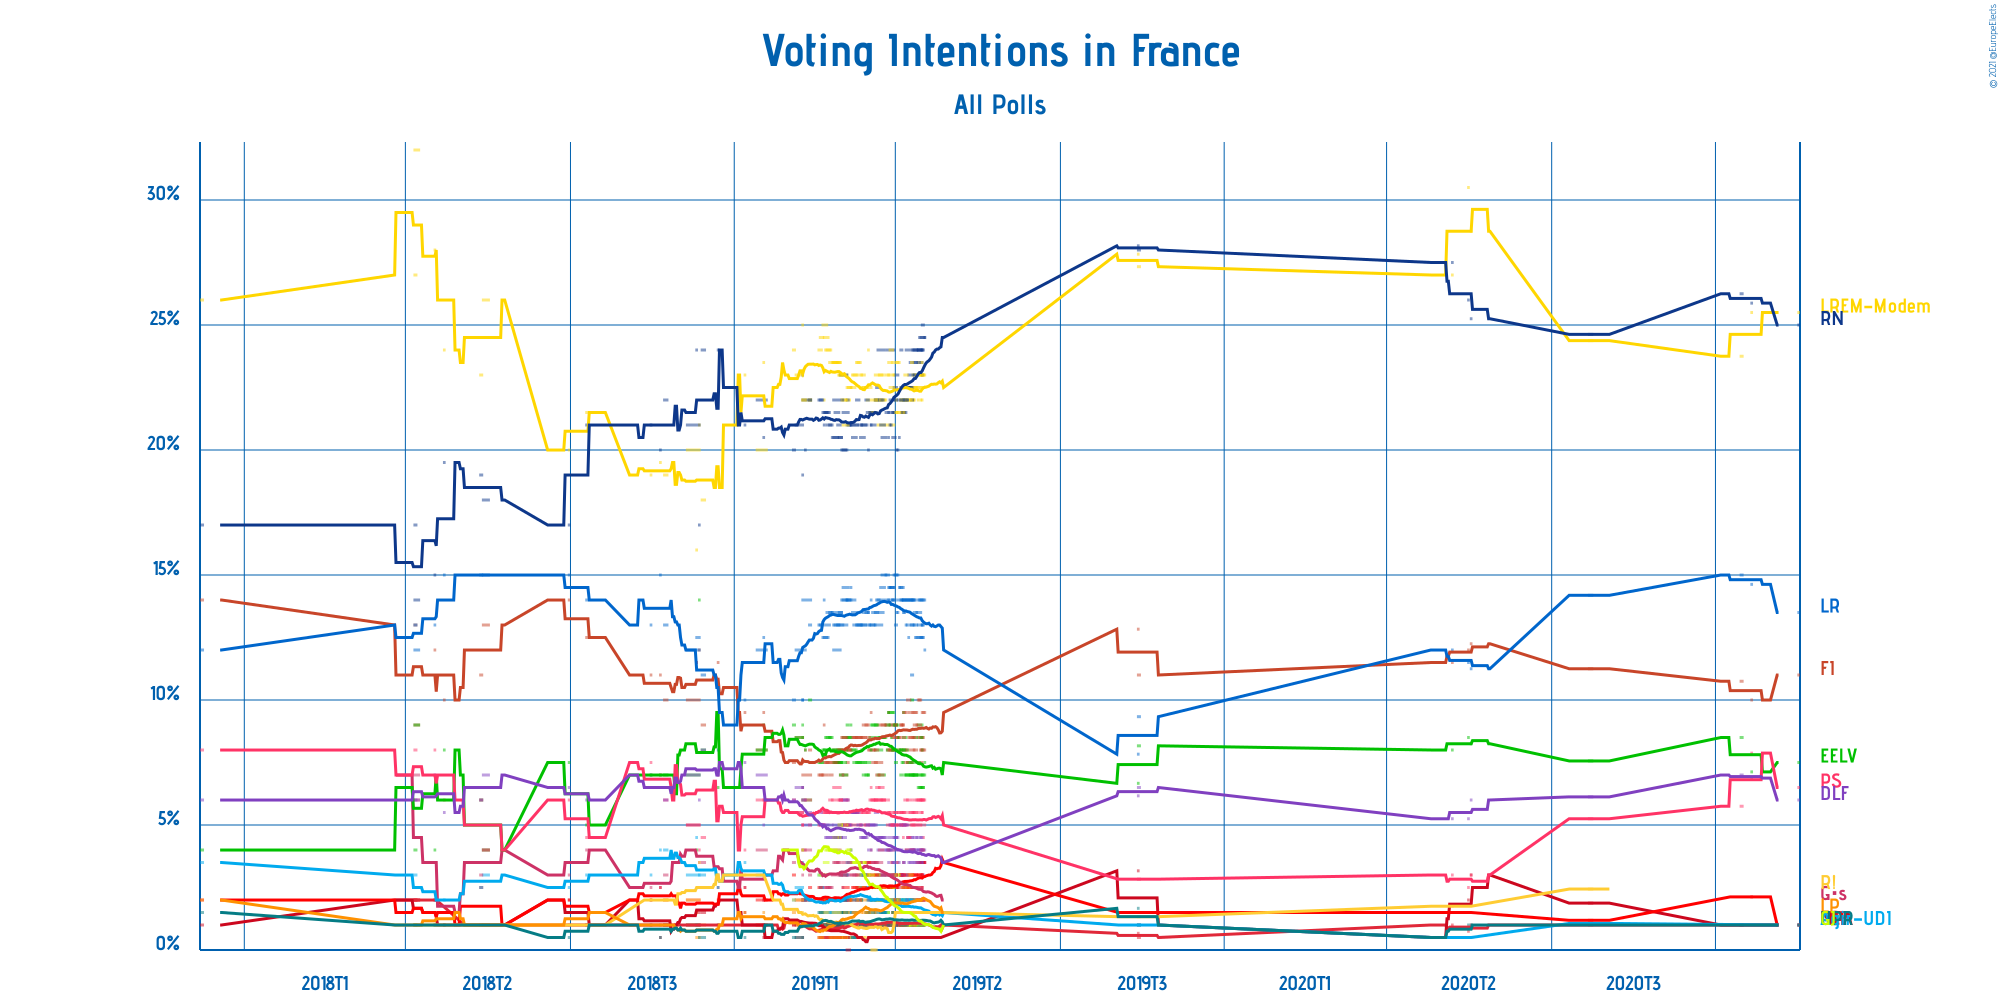 Voting Intentions in France
All Polls
© 2021 @EuropeElects
30%
25%
20%
15%
10%
5%
0%
LREM-Modem
RN
LR
FI
EELV
PS
DLF
G·s
2018T1
2018T2
2018T3
2019T1
2019T2
2019T3
2020T1
2020T2
2020T3